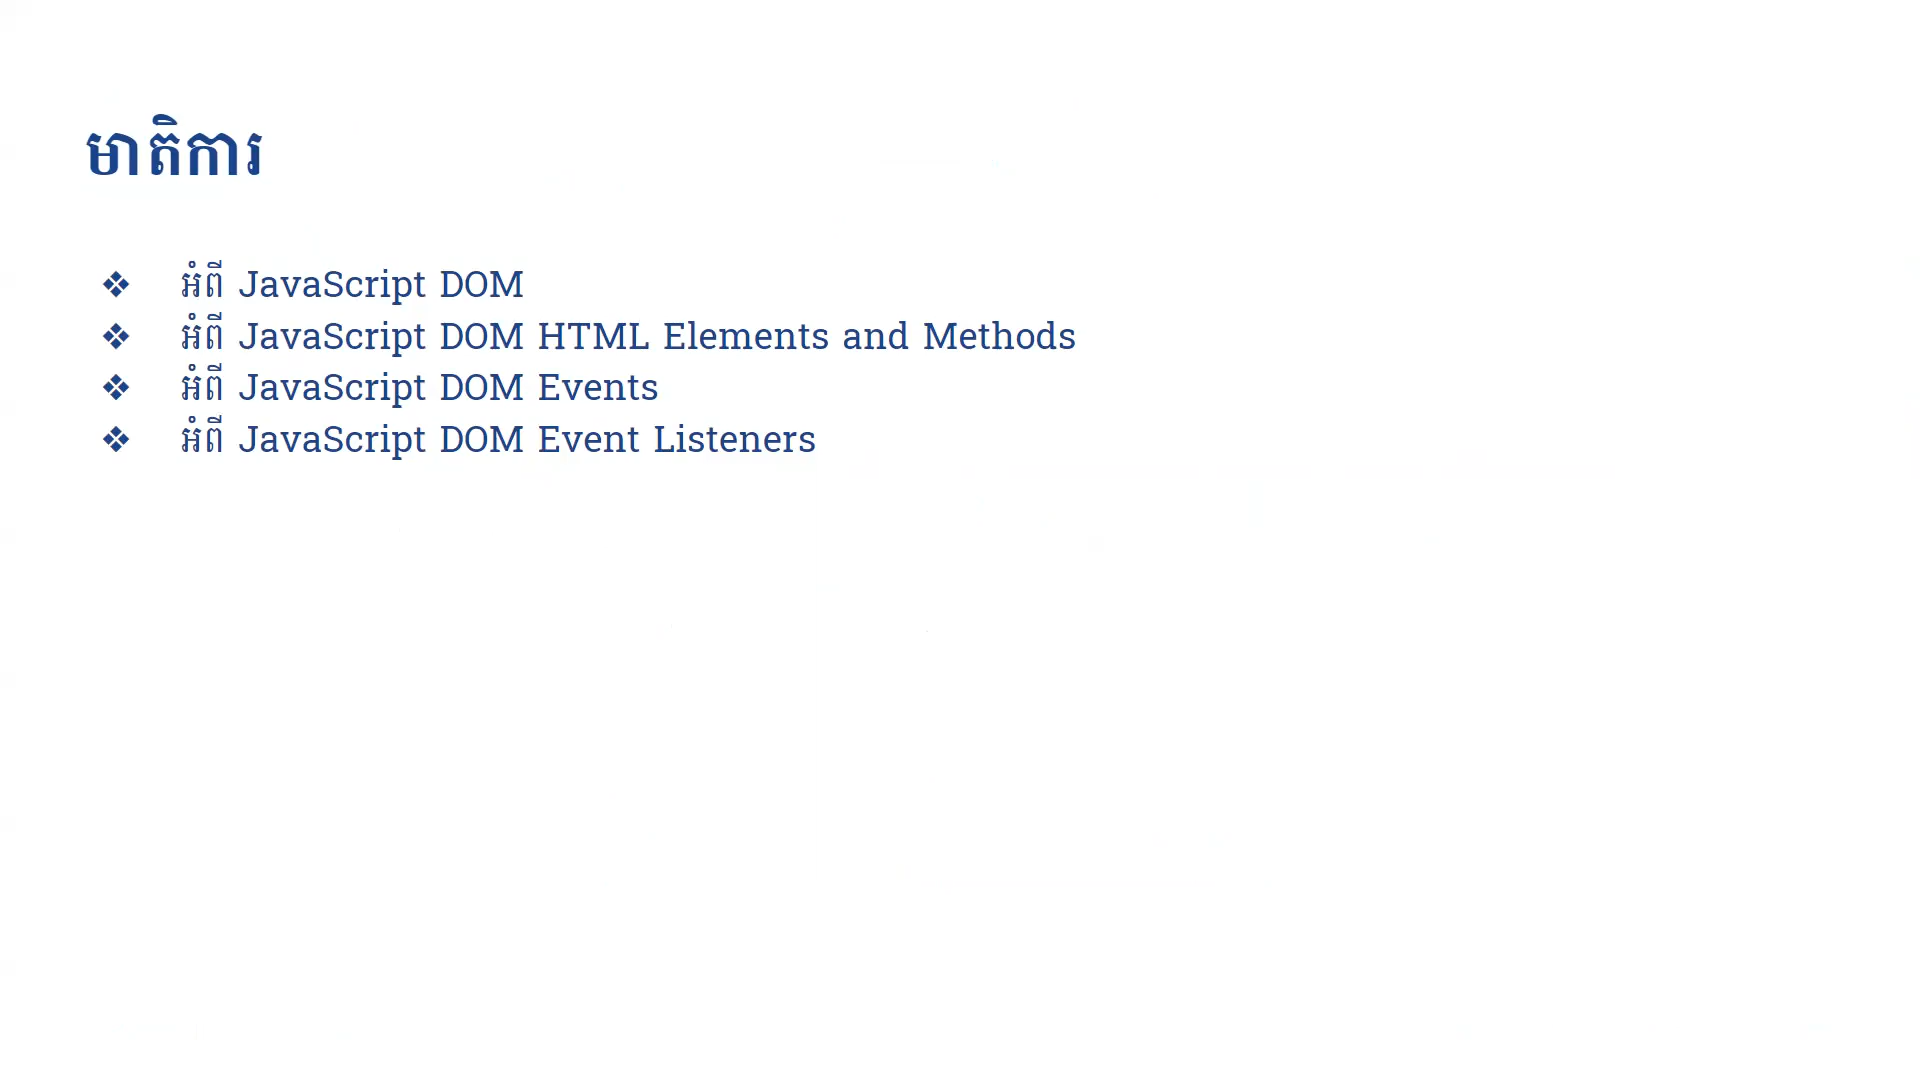 មាតិការ
❖ អំពី JavaScript DOM
❖ អំពី JavaScript DOM HTML Elements and Methods
❖ អំពី JavaScript DOM Events
❖ អំពី JavaScript DOM Event Listeners